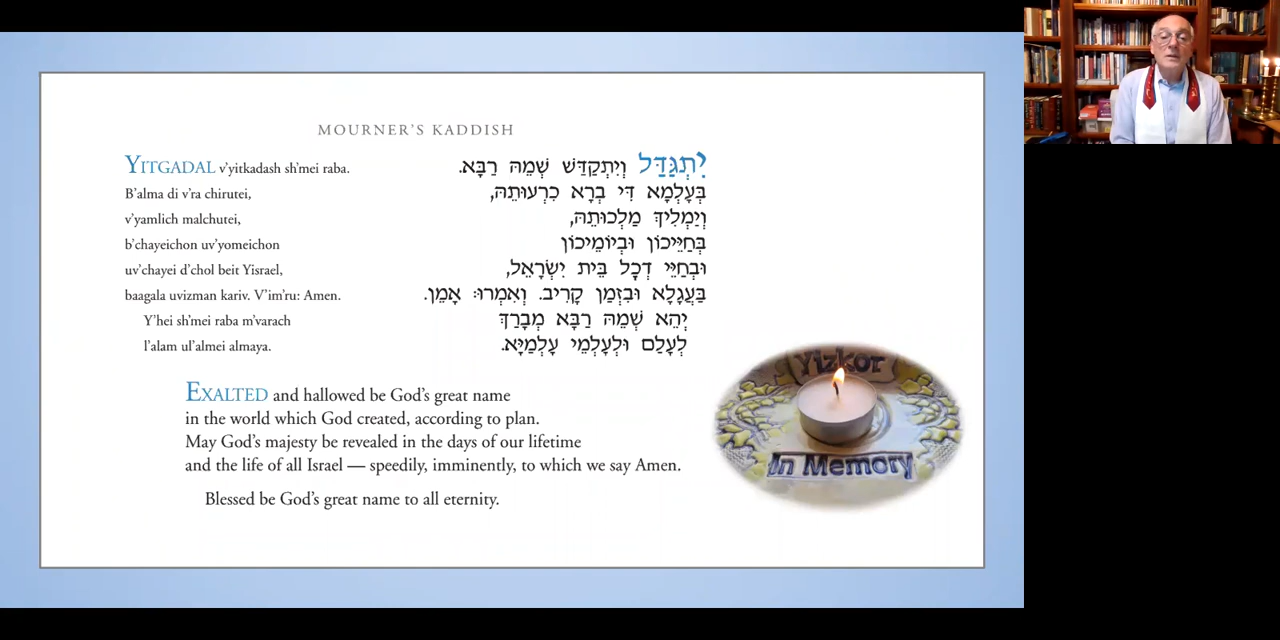 MOURNER'S KADDISH
YITGADAL v'yitkadash sh'mei raba.
B'alma di v'ra chirutei,
v'yamlich malchutei,
b'chayeichon uv'yomeichon
uv'chayei d'chol beit Yisrael,
baagala uvizman kariv. V'im'ru: Amen.
Y'hei sh'mei raba m'varach
l'alam ul'almei almaya.
יִתְגַּדַּל וְיִתְקַדַּשׁ שְׁמֵהּ רַבָּא.
בְּעָלְמָא דִּי בְרָא כִרְעוּתֵהּ,
וְיַמְלִיךְ מַלְכוּתֵהּ,
בְּחַיֵּיכוֹן וּבְיוֹמֵיכוֹן
וּבְחַיֵּי דְכׇל בֵּית יִשְׂרָאֵל,
בַּעֲגָלָא וּבִזְמַן קָרִיב. וְאִמְרוּ: אָמֵן.
יְהֵא שְׁמֵהּ רַבָּא מְבָרַךְ
לְעָלַם וּלְעָלְמֵי עָלְמַיָּא.
EXALTED and hallowed be God's great name
in the world which God created, according to plan.
May God's majesty be revealed in the days of our lifetime
and the life of all Israel — speedily, imminently, to which we say Amen.
Blessed be God's great name to all eternity.
Yizkor
In Memory